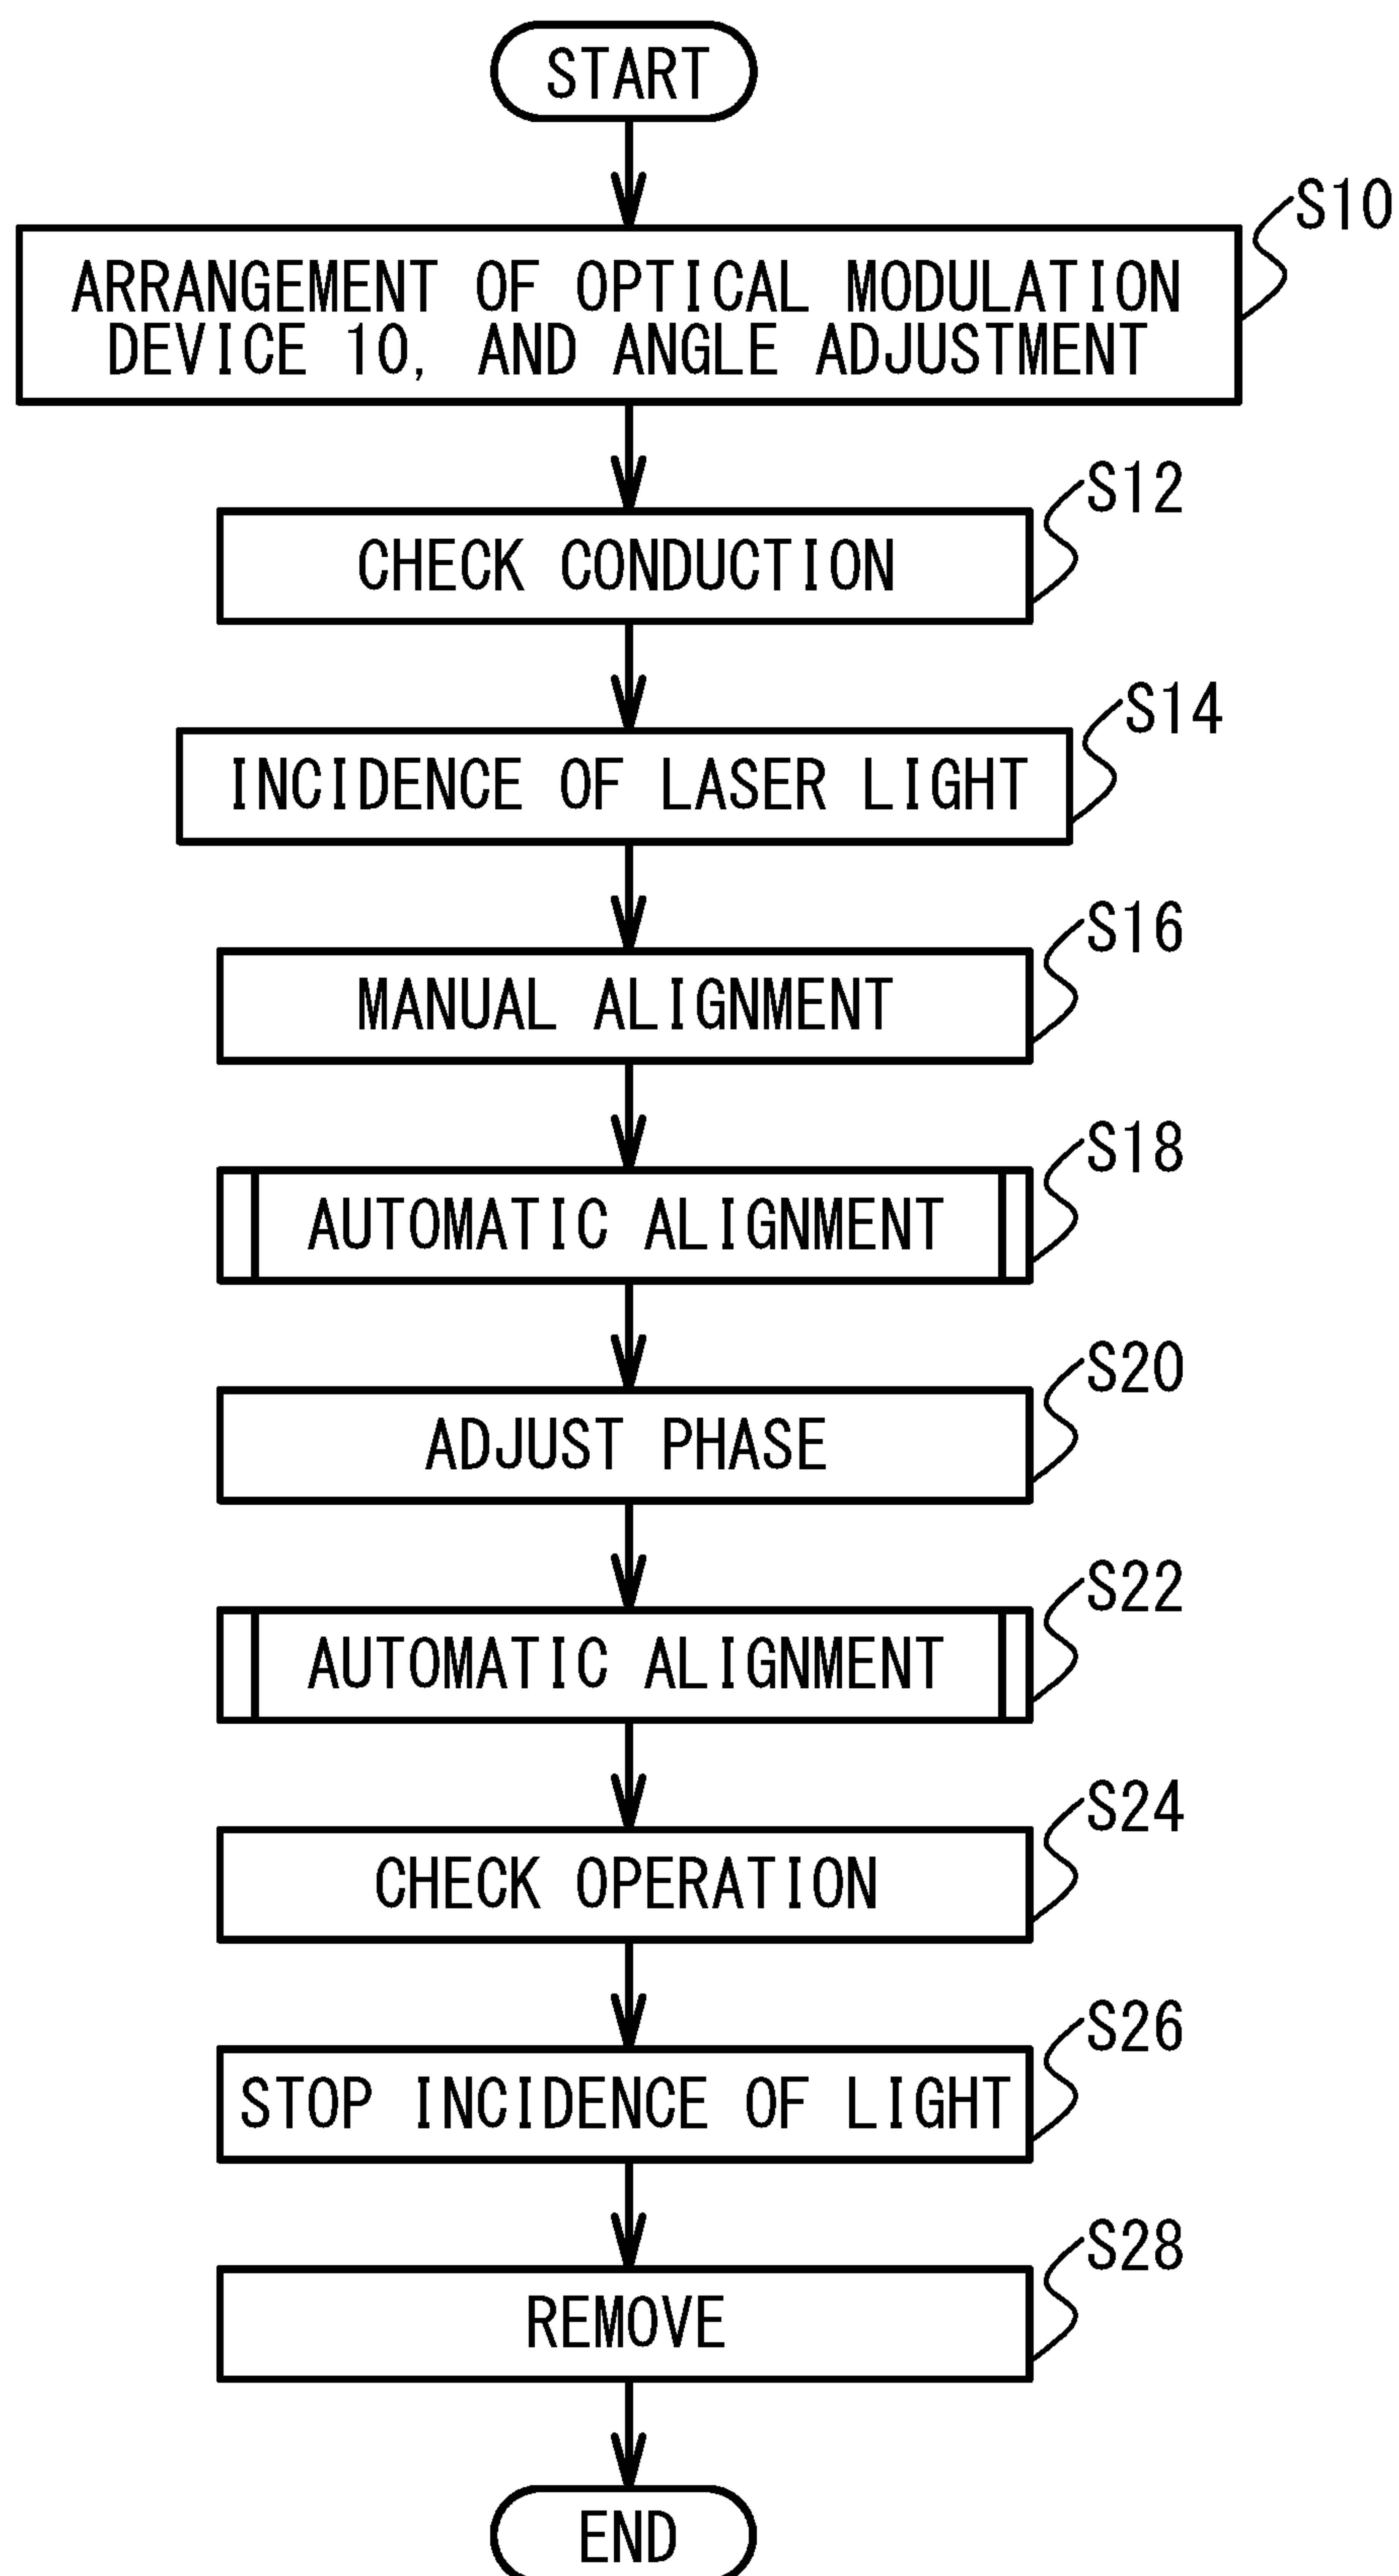 START
S10
ARRANGEMENT OF OPTICAL MODULATION
DEVICE 10, AND ANGLE ADJUSTMENT
S12
CHECK CONDUCTION
S14
INCIDENCE OF LASER LIGHT
S16
MANUAL ALIGNMENT
S18
AUTOMATIC ALIGNMENT
S20
ADJUST PHASE
S22
AUTOMATIC ALIGNMENT
S24
CHECK OPERATION
S26
STOP INCIDENCE OF LIGHT
S28
REMOVE
END